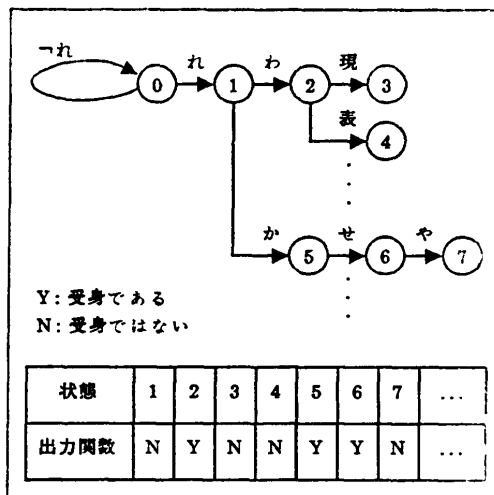 ¬れ
0 れ 1 わ 2 現 3
表 4
か 5 せ 6 や 7
Y: 受身である
N: 受身ではない
状態 1 2 3 4 5 6 7 ...
出力関数 N Y N N Y Y N ...